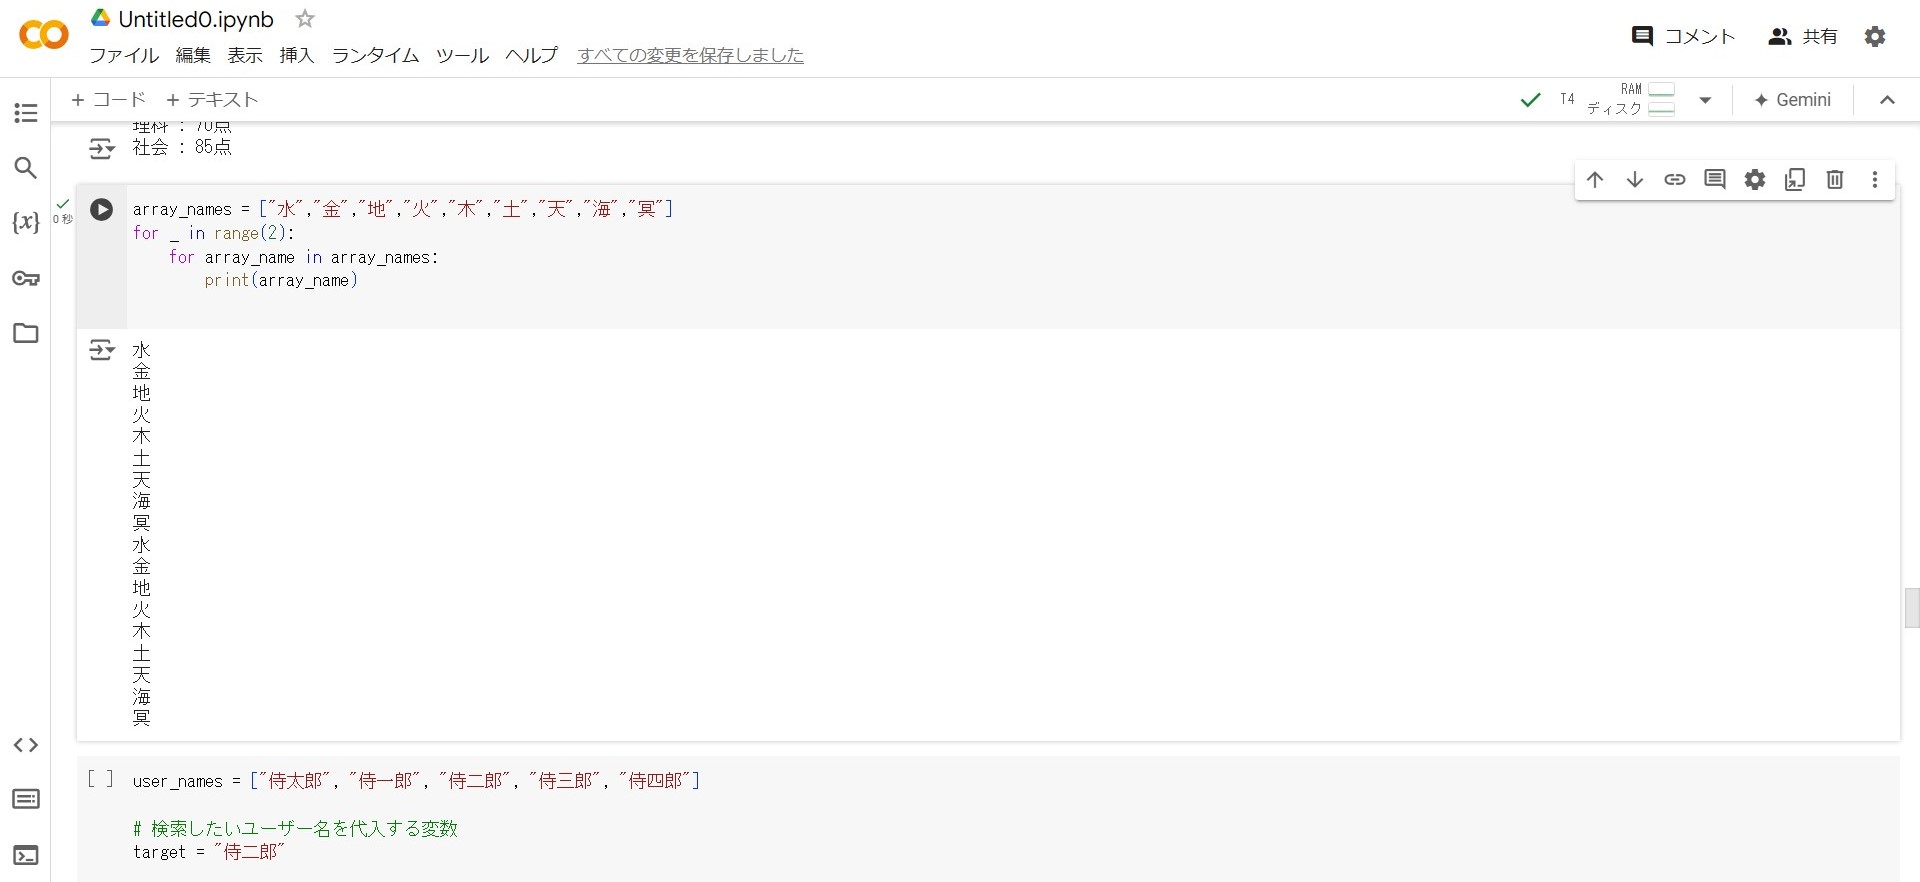 Untitled0.ipynb
ファイル 編集 表示 挿入 ランタイム ツール ヘルプ すべての変更を保存しました
コメント 共有
+ コード + テキスト
T4 RAM ディスク Gemini
理科 : 70点
社会 : 85点
0 秒
array_names = ["水","金","地","火","木","土","天","海","冥"]
for _ in range(2):
    for array_name in array_names:
        print(array_name)
水
金
地
火
木
土
天
海
冥
水
金
地
火
木
土
天
海
冥
[ ] user_names = ["侍太郎", "侍一郎", "侍二郎", "侍三郎", "侍四郎"]
# 検索したいユーザー名を代入する変数
target = "侍二郎"